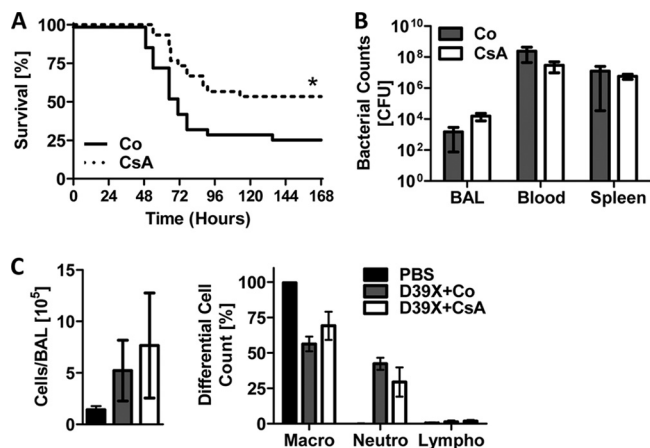 A
Survival [%]
100
75
50
25
0
*
Co
CsA
0 24 48 72 96 120 144 168
Time (Hours)
B
Bacterial Counts
[CFU]
10^10
10^8
10^6
10^4
10^2
10^0
Co
CsA
BAL Blood Spleen
C
Cells/BAL [10^5]
15
10
5
0
Differential Cell
Count [%]
100
75
50
25
0
PBS
D39X+Co
D39X+CsA
Macro Neutro Lympho